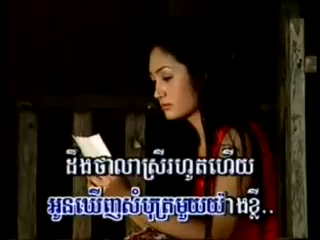 ដឹងថាលាស្រីរហូតហើយ
អូនឃើញសំបុត្រមួយយ៉ាងខ្លី..